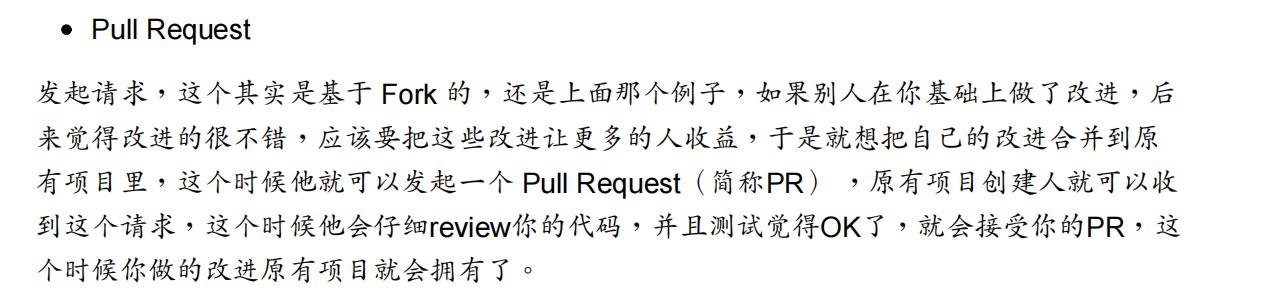 • Pull Request
发起请求，这个其实是基于 Fork 的，还是上面那个例子，如果别人在你基础上做了改进，后
来觉得改进的很不错，应该要把这些改进让更多的人收益，于是就想把自己的改进合并到原
有项目里，这个时候他就可以发起一个 Pull Request（简称PR） ，原有项目创建人就可以收
到这个请求，这个时候他会仔细review你的代码，并且测试觉得OK了，就会接受你的PR，这
个时候你做的改进原有项目就会拥有了。